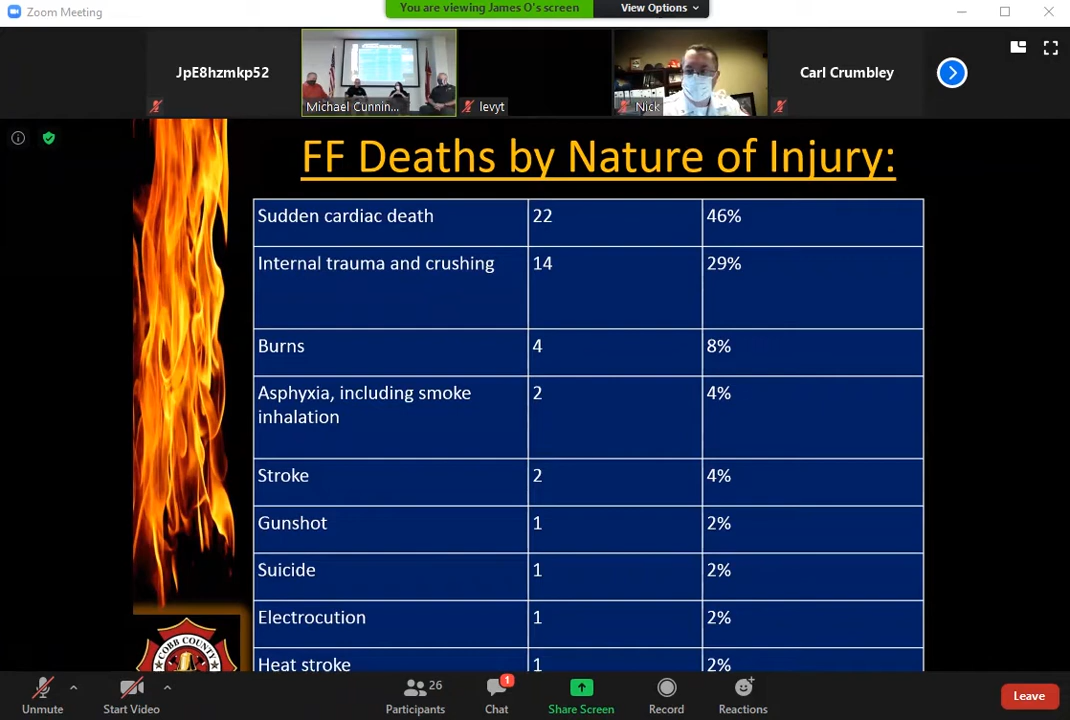 Zoom Meeting
You are viewing James O's screen
View Options
JpE8hzmkp52
Michael Cunnin...
levyt
Nick
Carl Crumbley
FF Deaths by Nature of Injury:
Sudden cardiac death 22 46%
Internal trauma and crushing 14 29%
Burns 4 8%
Asphyxia, including smoke 2 4%
inhalation
Stroke 2 4%
Gunshot 1 2%
Suicide 1 2%
Electrocution 1 2%
Heat stroke 1 2%
COBB COUNTY
Unmute
Start Video
26
Participants
1
Chat
Share Screen
Record
Reactions
Leave